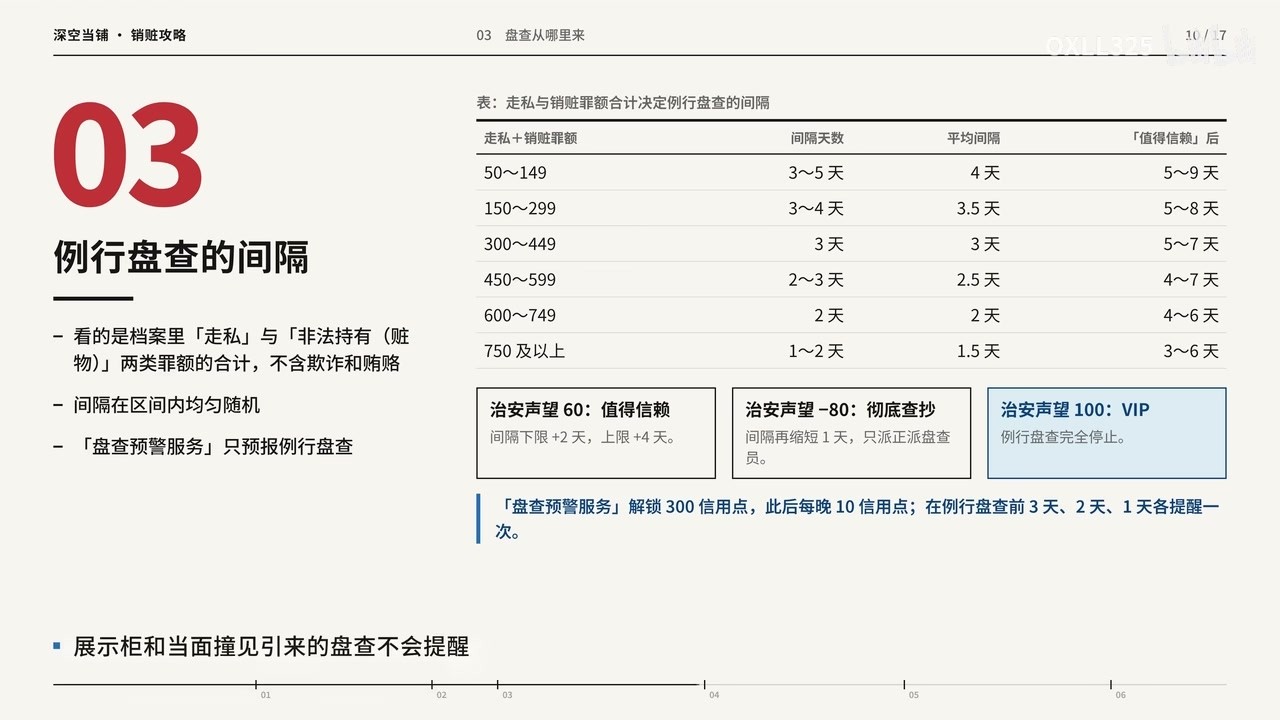 深空当铺 · 销赃攻略
03 盘查从哪里来
10 / 17
QXLL325
03
例行盘查的间隔
– 看的是档案里「走私」与「非法持有（赃
物）」两类罪额的合计，不含欺诈和贿赂
– 间隔在区间内均匀随机
– 「盘查预警服务」只预报例行盘查
表：走私与销赃罪额合计决定例行盘查的间隔
走私＋销赃罪额 间隔天数 平均间隔 「值得信赖」后
50～149 3～5 天 4 天 5～9 天
150～299 3～4 天 3.5 天 5～8 天
300～449 3 天 3 天 5～7 天
450～599 2～3 天 2.5 天 4～7 天
600～749 2 天 2 天 4～6 天
750 及以上 1～2 天 1.5 天 3～6 天
治安声望 60：值得信赖
间隔下限 +2 天，上限 +4 天。
治安声望 −80：彻底查抄
间隔再缩短 1 天，只派正派盘查
员。
治安声望 100：VIP
例行盘查完全停止。
「盘查预警服务」解锁 300 信用点，此后每晚 10 信用点；在例行盘查前 3 天、2 天、1 天各提醒一
次。
展示柜和当面撞见引来的盘查不会提醒
01 02 03 04 05 06